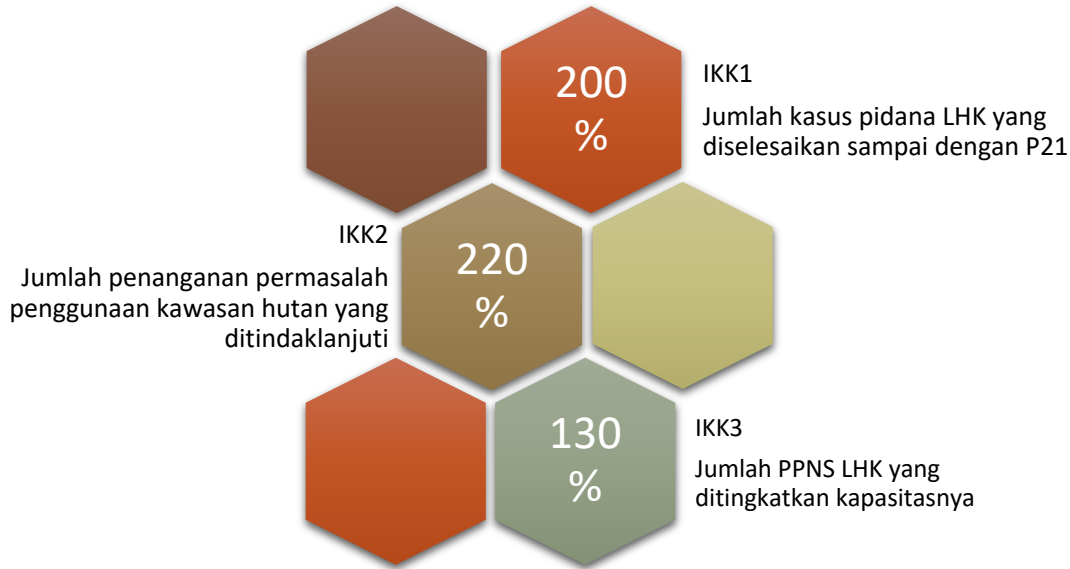 200
%
IKK1
Jumlah kasus pidana LHK yang
diselesaikan sampai dengan P21
IKK2
Jumlah penanganan permasalah
penggunaan kawasan hutan yang
ditindaklanjuti
220
%
130
%
IKK3
Jumlah PPNS LHK yang
ditingkatkan kapasitasnya